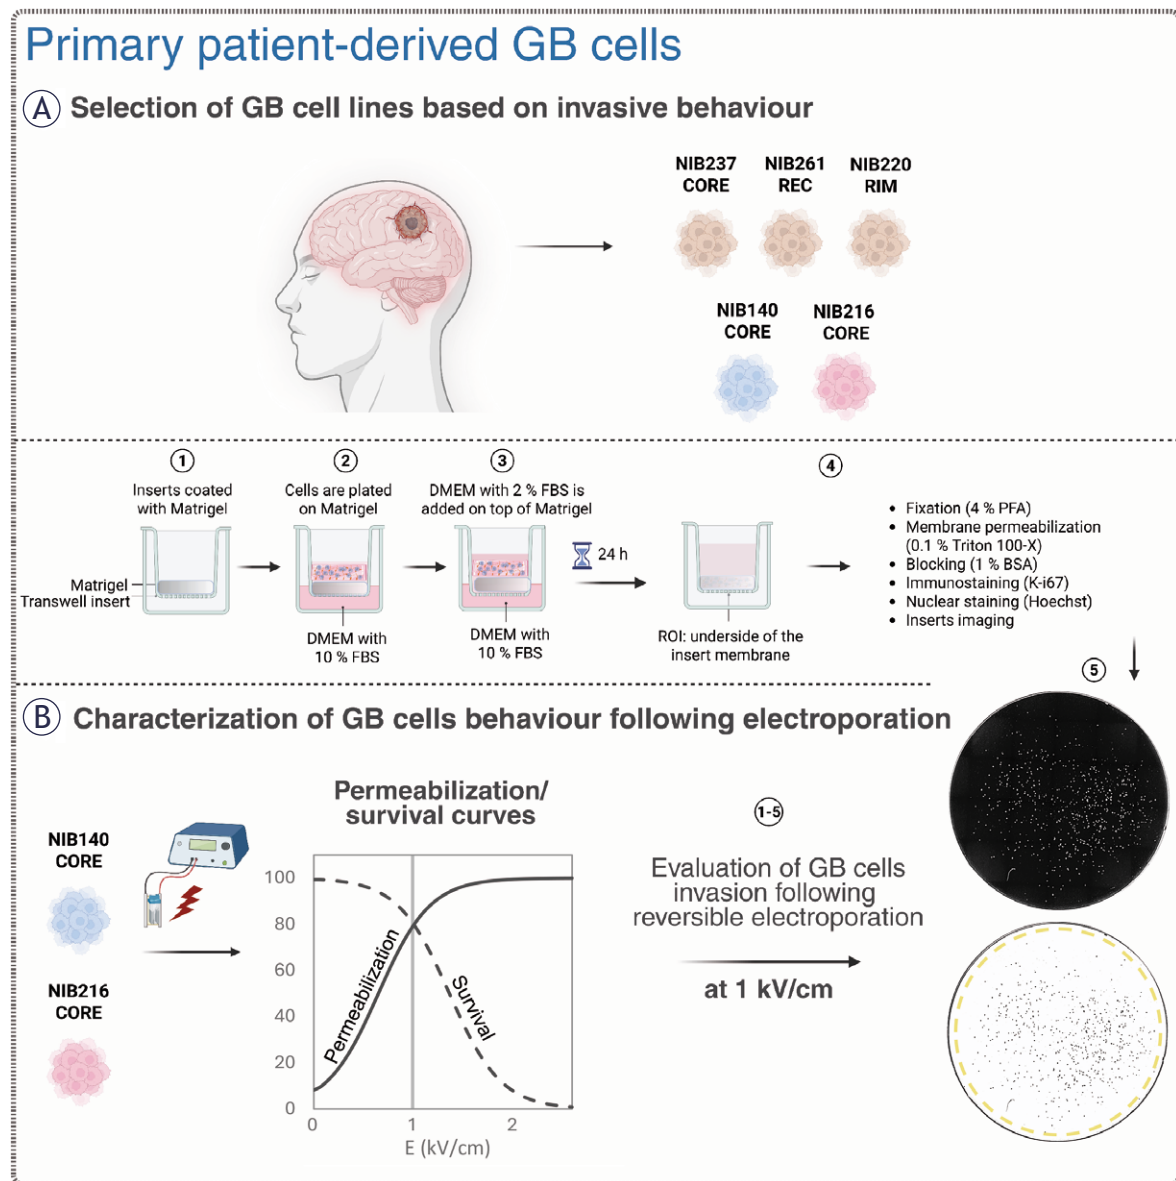 Primary patient-derived GB cells
A Selection of GB cell lines based on invasive behaviour
NIB237
CORE
NIB261
REC
NIB220
RIM
NIB140
CORE
NIB216
CORE
1
Inserts coated
with Matrigel
Matrigel
Transwell insert
2
Cells are plated
on Matrigel
DMEM with
10 % FBS
3
DMEM with 2 % FBS is
added on top of Matrigel
DMEM with
10 % FBS
24 h
4
ROI: underside of the
insert membrane
• Fixation (4 % PFA)
• Membrane permeabilization
(0.1 % Triton 100-X)
• Blocking (1 % BSA)
• Immunostaining (K-i67)
• Nuclear staining (Hoechst)
• Inserts imaging
5
B Characterization of GB cells behaviour following electroporation
NIB140
CORE
NIB216
CORE
Permeabilization/
survival curves
100
80
60
40
20
0
Permeabilization
Survival
0 1 2
E (kV/cm)
1-5
Evaluation of GB cells
invasion following
reversible electroporation
at 1 kV/cm